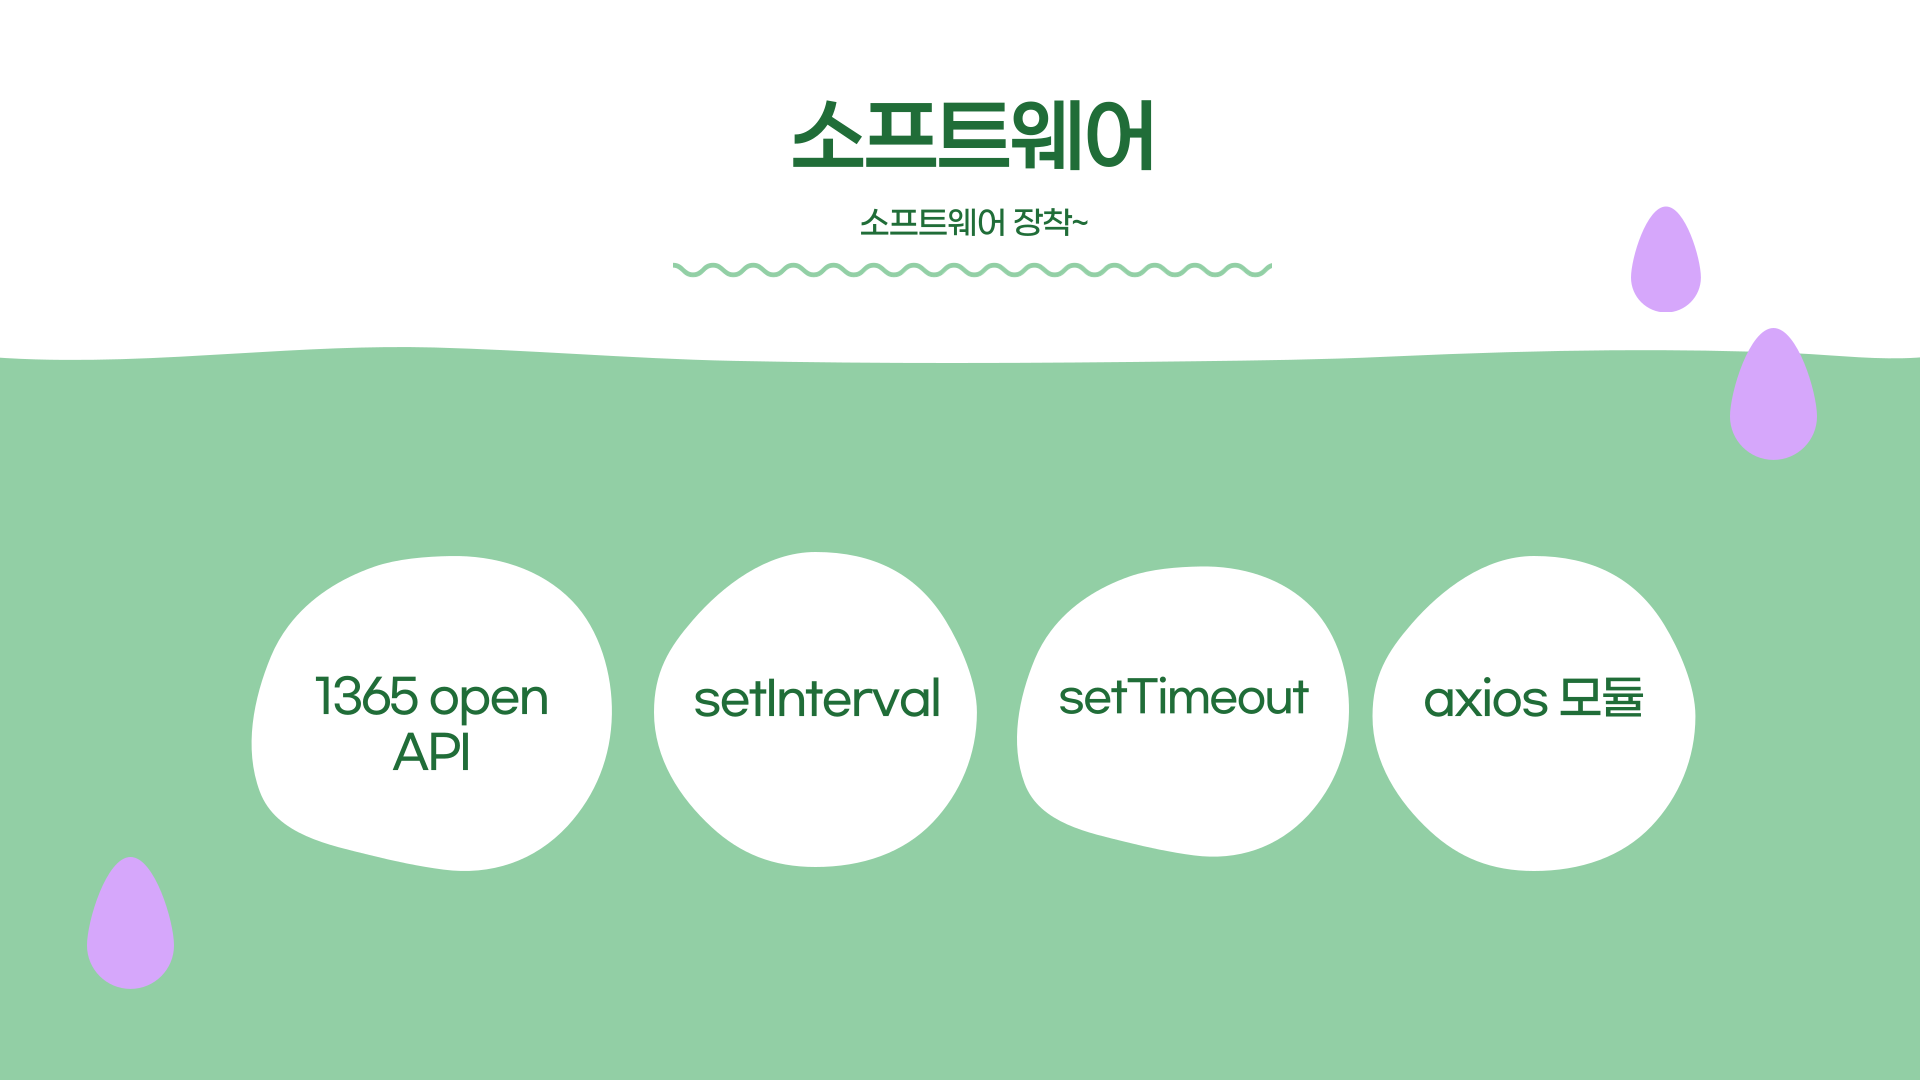 소프트웨어
소프트웨어 장착~
1365 open
API
setInterval
setTimeout
axios 모듈